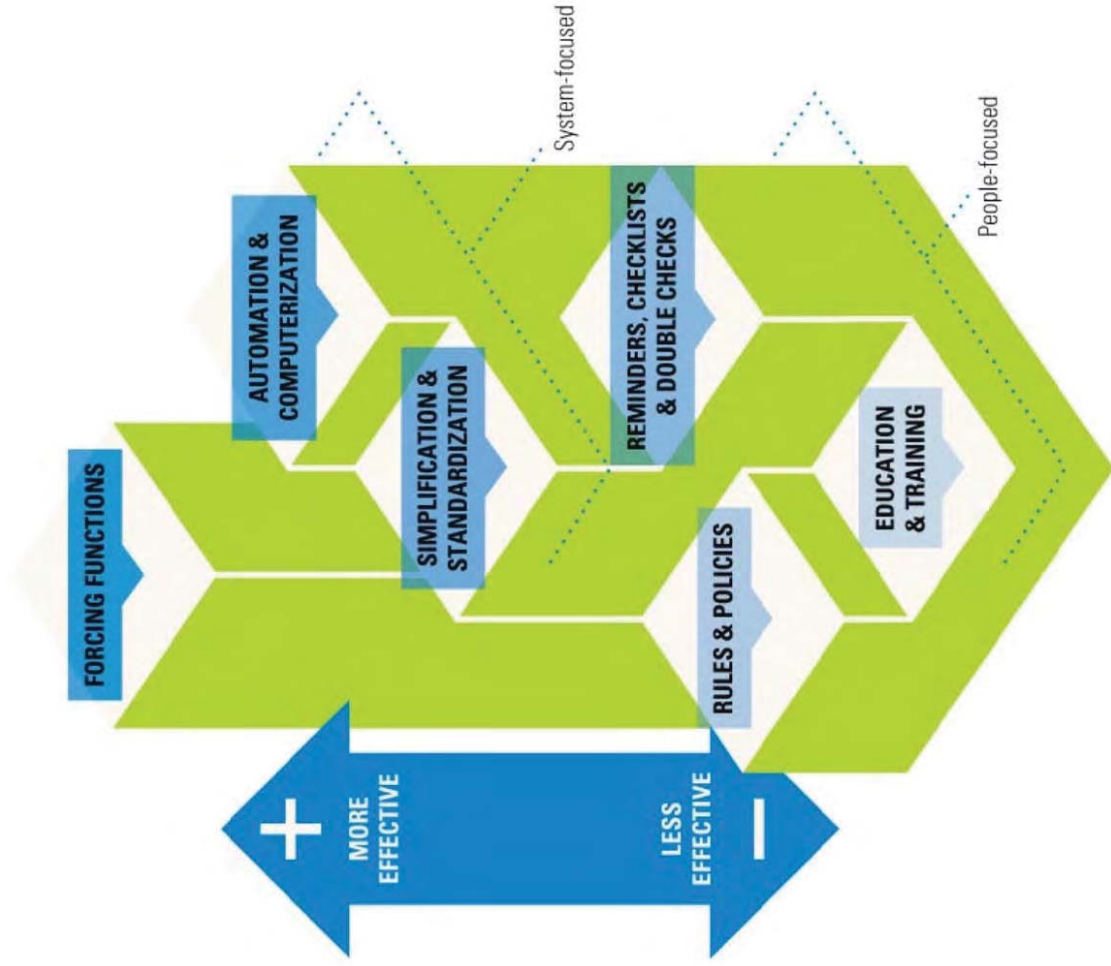 FORCING FUNCTIONS
AUTOMATION &
COMPUTERIZATION
SIMPLIFICATION &
STANDARDIZATION
System-focused
+
MORE
EFFECTIVE
REMINDERS, CHECKLISTS
& DOUBLE CHECKS
RULES & POLICIES
LESS
EFFECTIVE
−
EDUCATION
& TRAINING
People-focused